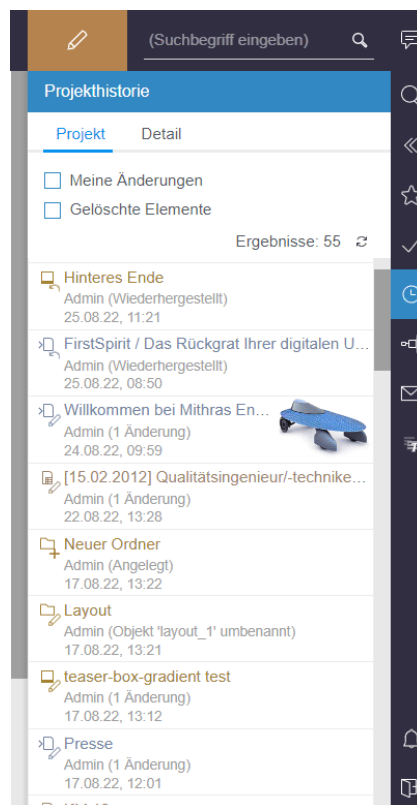 (Suchbegriff eingeben)
Projekthistorie
Projekt Detail
Meine Änderungen
Gelöschte Elemente
Ergebnisse: 55
Hinteres Ende
Admin (Wiederhergestellt)
25.08.22, 11:21
FirstSpirit / Das Rückgrat Ihrer digitalen U...
Admin (Wiederhergestellt)
25.08.22, 08:50
Willkommen bei Mithras En...
Admin (1 Änderung)
24.08.22, 09:59
[15.02.2012] Qualitätsingenieur/-technike...
Admin (1 Änderung)
22.08.22, 13:28
Neuer Ordner
Admin (Angelegt)
17.08.22, 13:22
Layout
Admin (Objekt 'layout_1' umbenannt)
17.08.22, 13:21
teaser-box-gradient test
Admin (1 Änderung)
17.08.22, 13:12
Presse
Admin (1 Änderung)
17.08.22, 12:01